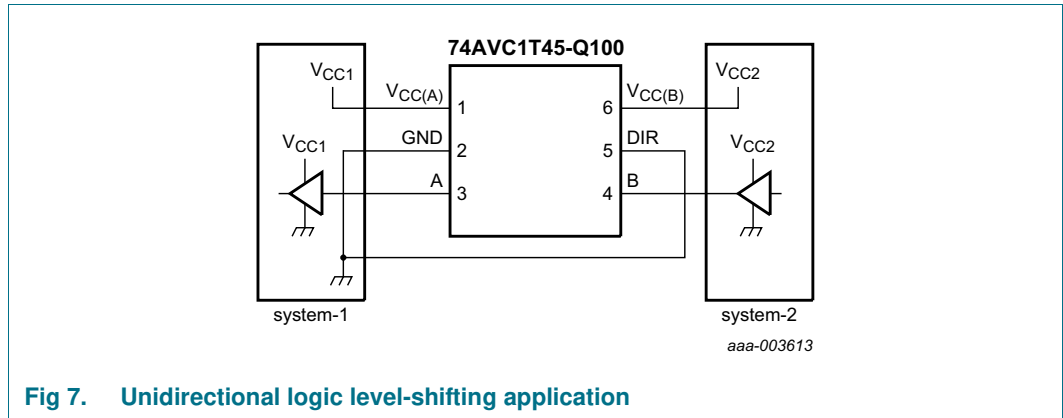 74AVC1T45-Q100
VCC1
VCC(A)
1
6
VCC(B)
VCC2
GND
2
5
DIR
VCC1
VCC2
A
3
4
B
system-1
system-2
aaa-003613
Fig 7. Unidirectional logic level-shifting application